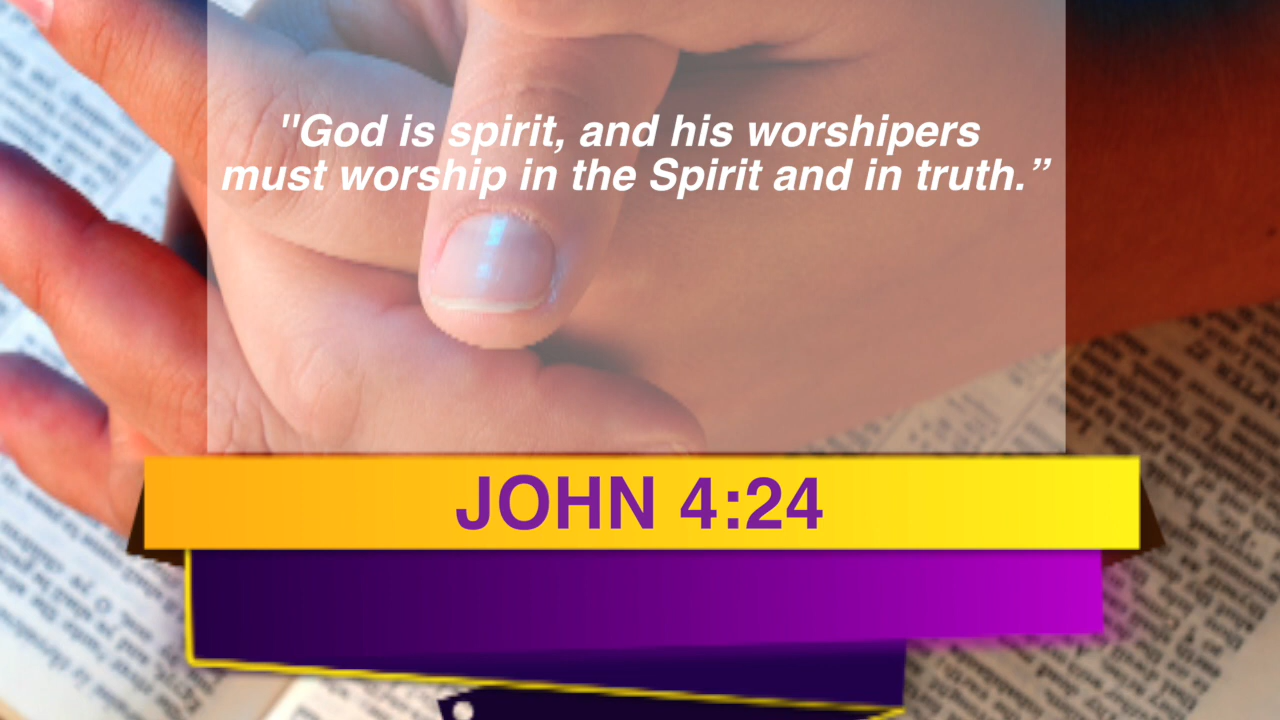 "God is spirit, and his worshipers
must worship in the Spirit and in truth.”
JOHN 4:24